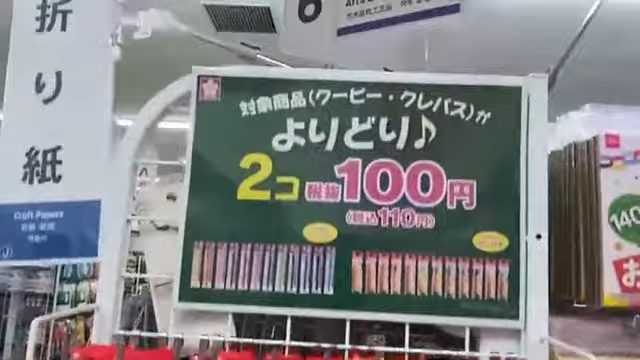 折り紙
Craft Papers
6
対象商品(クーピー・クレパス)が
よりどり♪
2コ 税抜100円
(税込110円)
140
お